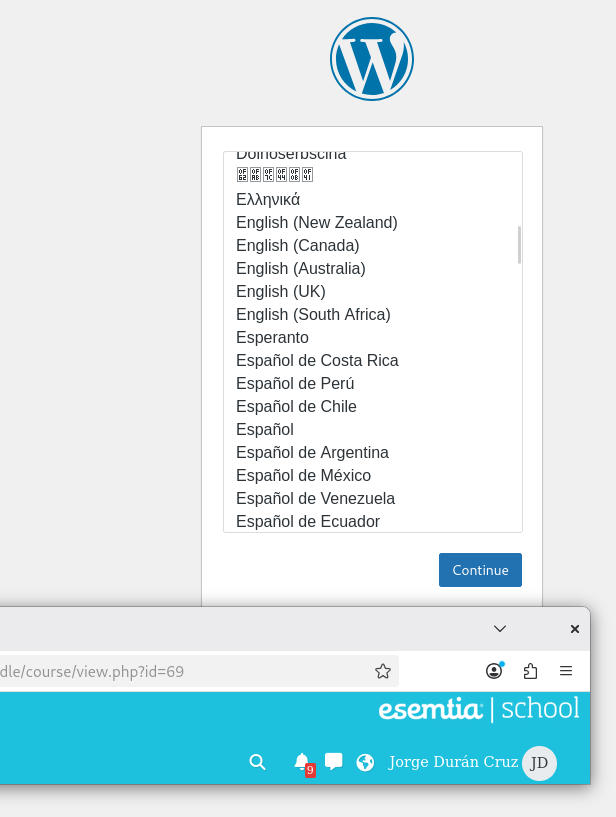 Dolnoserbšćina
Ελληνικά
English (New Zealand)
English (Canada)
English (Australia)
English (UK)
English (South Africa)
Esperanto
Español de Costa Rica
Español de Perú
Español de Chile
Español
Español de Argentina
Español de México
Español de Venezuela
Español de Ecuador
Continue
dle/course/view.php?id=69
esemtia | school
9
Jorge Durán Cruz JD